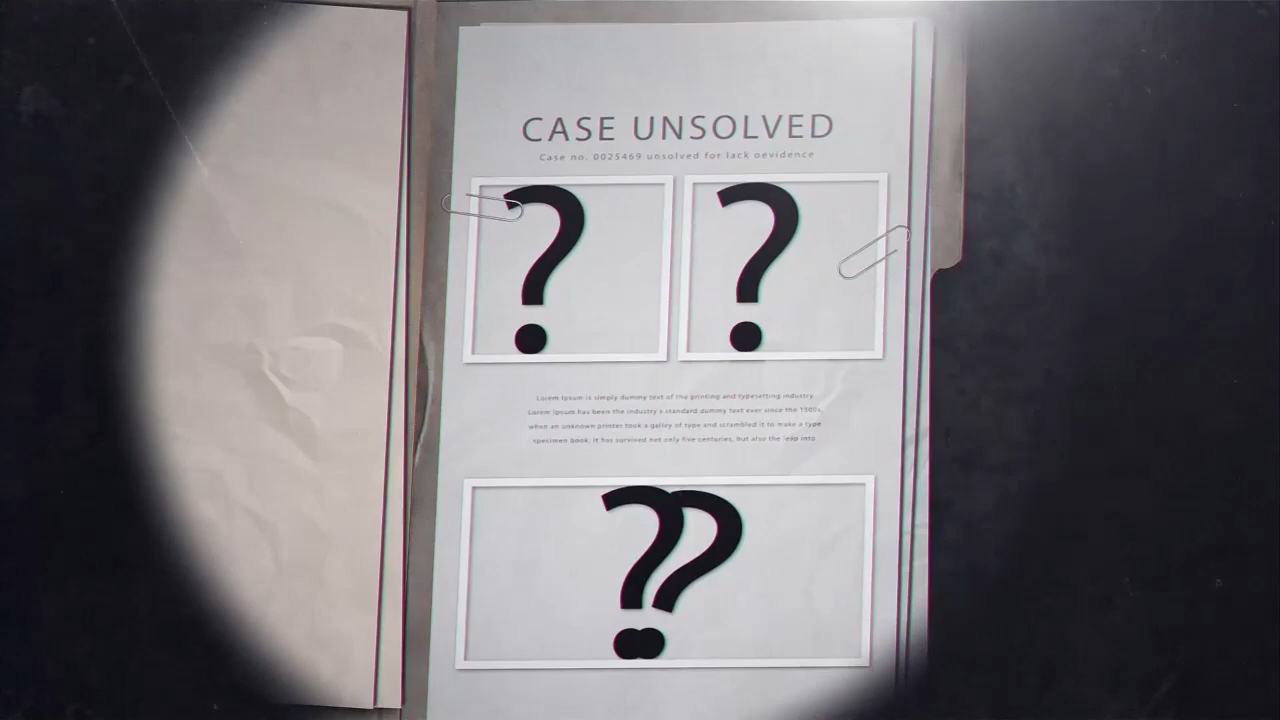 CASE UNSOLVED
Case no. 0025469 unsolved for lack oevidence
? ?
Lorem Ipsum is simply dummy text of the printing and typesetting industry.
Lorem Ipsum has been the industry's standard dummy text ever since the 1500s,
when an unknown printer took a galley of type and scrambled it to make a type
specimen book. It has survived not only five centuries, but also the leap into
??